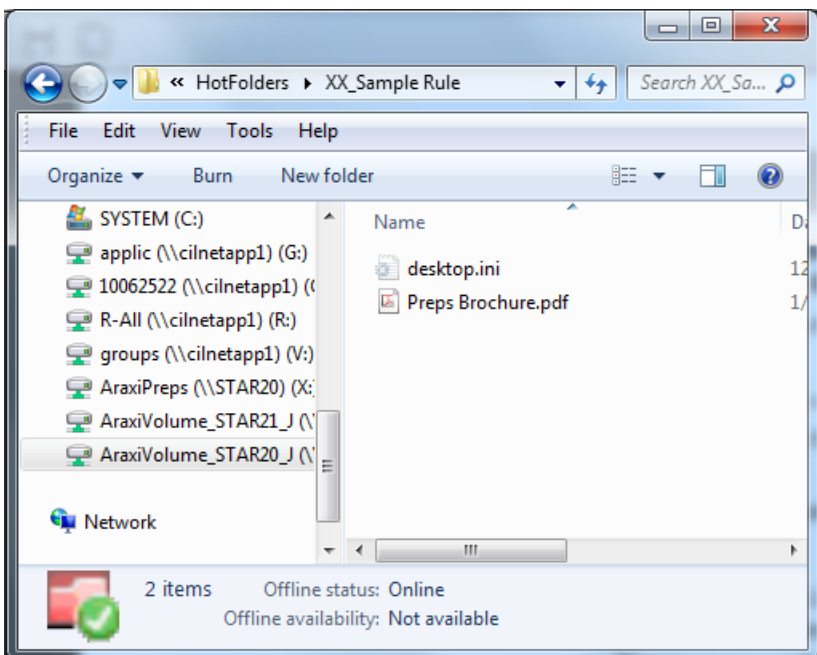 « HotFolders ▸ XX_Sample Rule
Search XX_Sa...
File Edit View Tools Help
Organize Burn New folder
SYSTEM (C:)
applic (\\cilnetapp1) (G:)
10062522 (\\cilnetapp1) (
R-All (\\cilnetapp1) (R:)
groups (\\cilnetapp1) (V:)
AraxiPreps (\\STAR20) (X:
AraxiVolume_STAR21_J (\
AraxiVolume_STAR20_J (\
Network
Name
desktop.ini 12
Preps Brochure.pdf 1/
2 items Offline status: Online
Offline availability: Not available